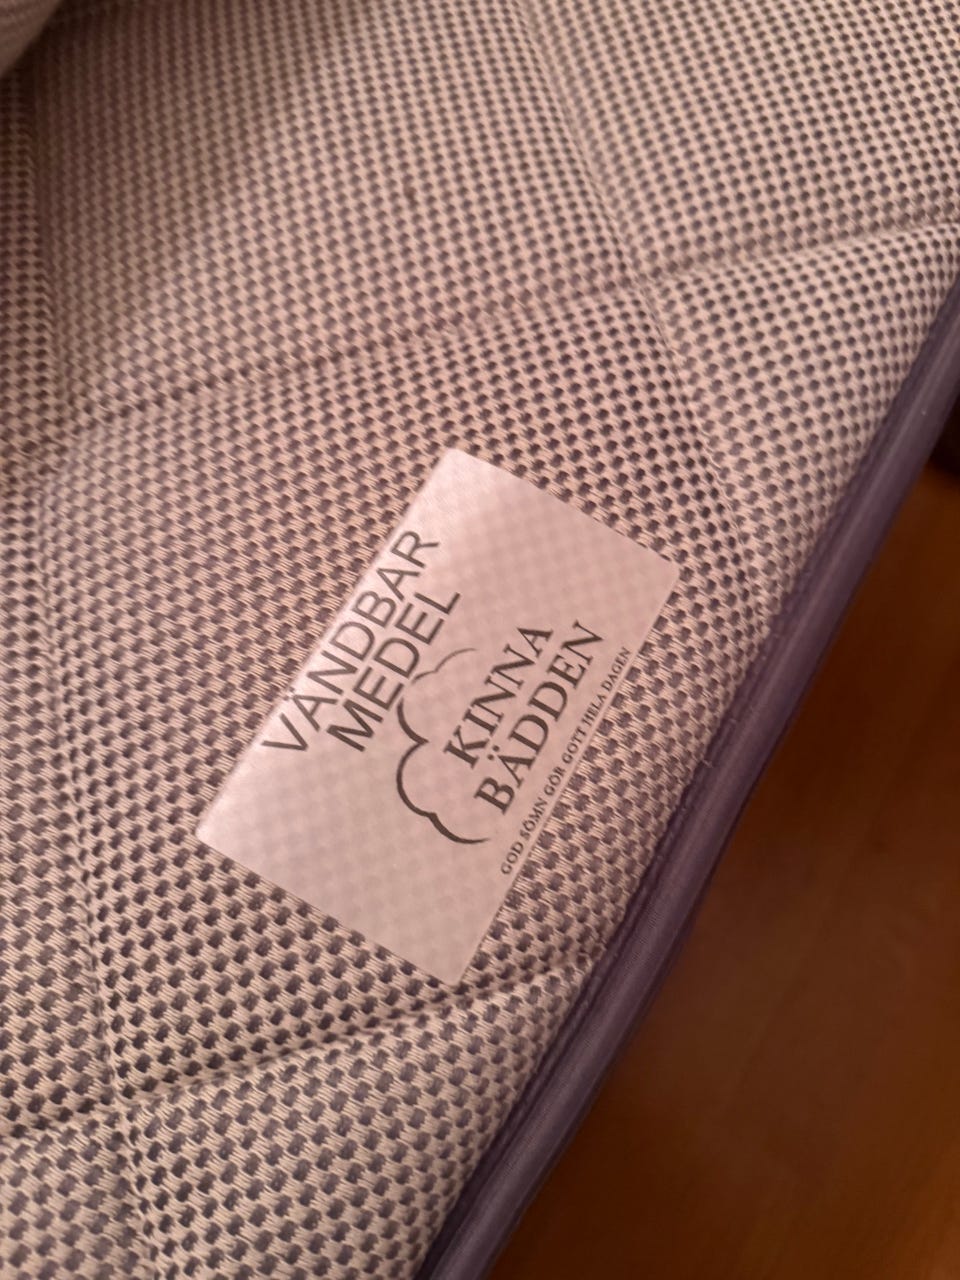 VÄNDBAR
MEDEL
KINNA
BÄDDEN
GOD SÖMN GÖR GOTT HELA DAGEN